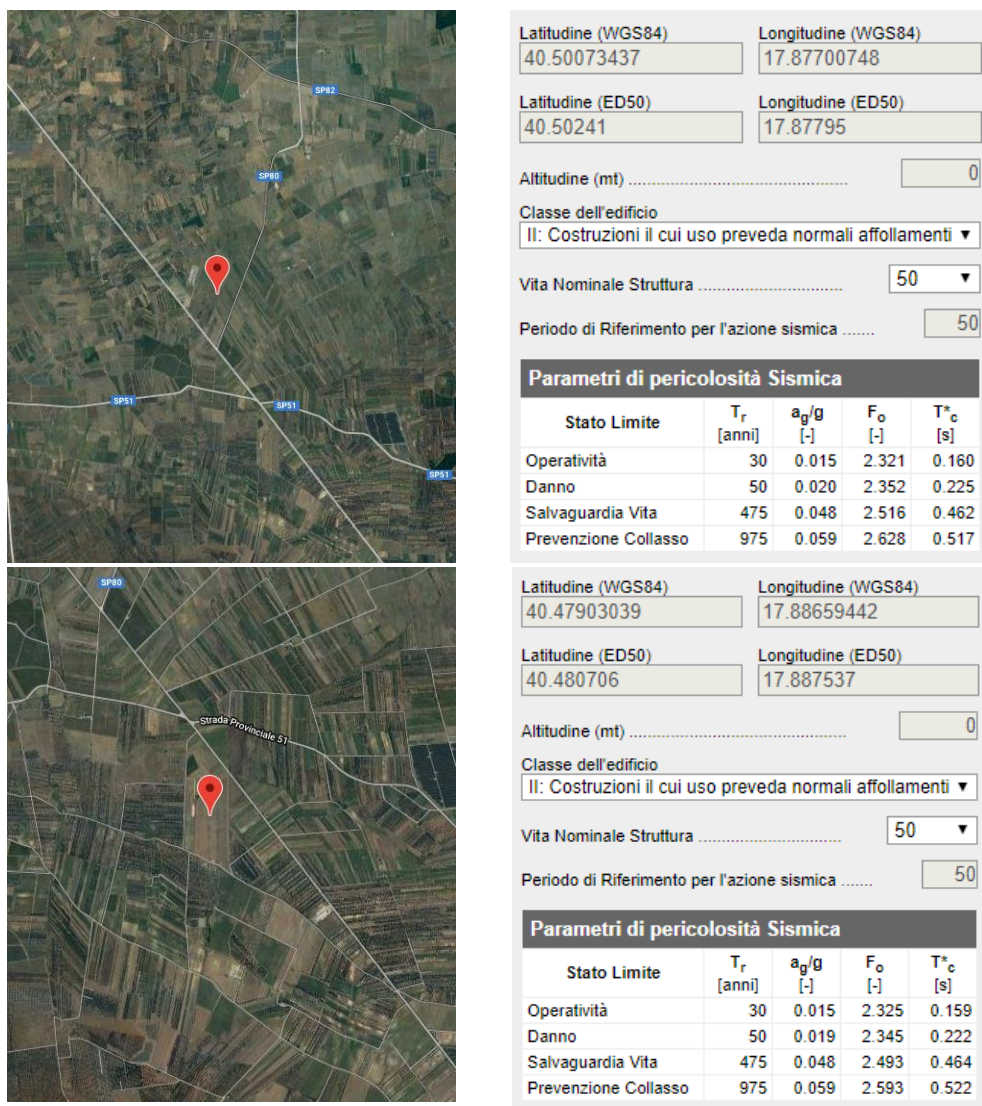 SP82
SP80
SP51
SP51
SP51
Latitudine (WGS84) Longitudine (WGS84)
40.50073437 17.87700748
Latitudine (ED50) Longitudine (ED50)
40.50241 17.87795
Altitudine (mt) ................................................ 0
Classe dell'edificio
II: Costruzioni il cui uso preveda normali affollamenti ▼
Vita Nominale Struttura ................................ 50 ▼
Periodo di Riferimento per l'azione sismica ....... 50
Parametri di pericolosità Sismica
Stato Limite Tr [anni] ag/g [-] Fo [-] T*c [s]
Operatività 30 0.015 2.321 0.160
Danno 50 0.020 2.352 0.225
Salvaguardia Vita 475 0.048 2.516 0.462
Prevenzione Collasso 975 0.059 2.628 0.517
SP80
Strada Provinciale 51
Latitudine (WGS84) Longitudine (WGS84)
40.47903039 17.88659442
Latitudine (ED50) Longitudine (ED50)
40.480706 17.887537
Altitudine (mt) ................................................ 0
Classe dell'edificio
II: Costruzioni il cui uso preveda normali affollamenti ▼
Vita Nominale Struttura ................................ 50 ▼
Periodo di Riferimento per l'azione sismica ....... 50
Parametri di pericolosità Sismica
Stato Limite Tr [anni] ag/g [-] Fo [-] T*c [s]
Operatività 30 0.015 2.325 0.159
Danno 50 0.019 2.345 0.222
Salvaguardia Vita 475 0.048 2.493 0.464
Prevenzione Collasso 975 0.059 2.593 0.522